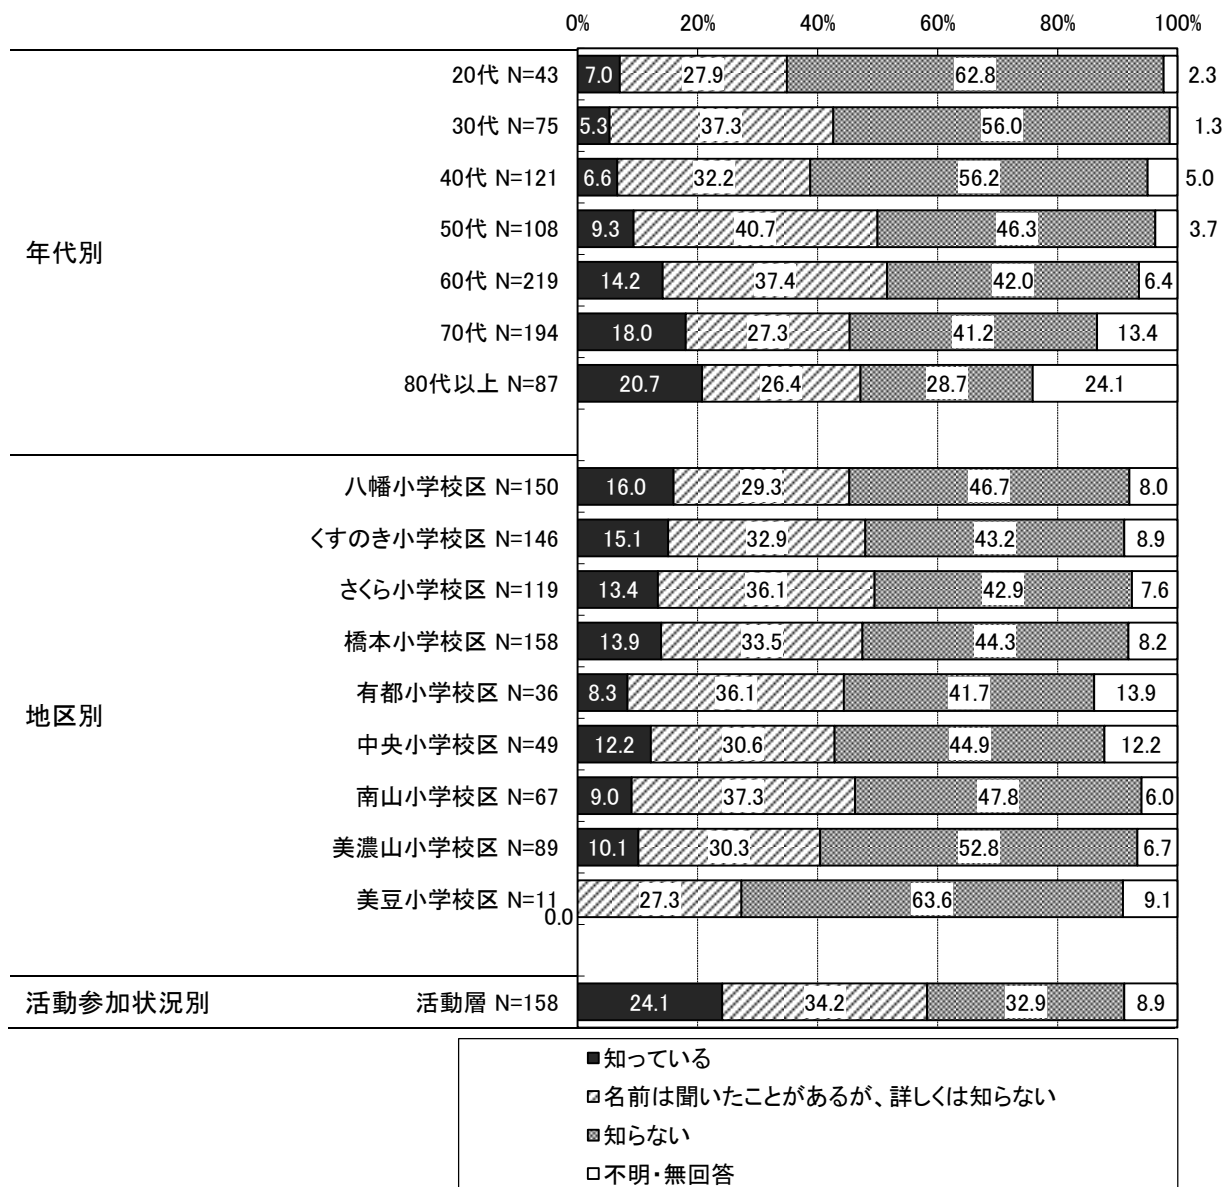 0% 20% 40% 60% 80% 100%
20代 N=43 7.0 27.9 62.8 2.3
30代 N=75 5.3 37.3 56.0 1.3
40代 N=121 6.6 32.2 56.2 5.0
50代 N=108 9.3 40.7 46.3 3.7
年代別
60代 N=219 14.2 37.4 42.0 6.4
70代 N=194 18.0 27.3 41.2 13.4
80代以上 N=87 20.7 26.4 28.7 24.1
八幡小学校区 N=150 16.0 29.3 46.7 8.0
くすのき小学校区 N=146 15.1 32.9 43.2 8.9
さくら小学校区 N=119 13.4 36.1 42.9 7.6
橋本小学校区 N=158 13.9 33.5 44.3 8.2
有都小学校区 N=36 8.3 36.1 41.7 13.9
地区別
中央小学校区 N=49 12.2 30.6 44.9 12.2
南山小学校区 N=67 9.0 37.3 47.8 6.0
美濃山小学校区 N=89 10.1 30.3 52.8 6.7
美豆小学校区 N=11 0.0 27.3 63.6 9.1
活動参加状況別 活動層 N=158 24.1 34.2 32.9 8.9
知っている
名前は聞いたことがあるが、詳しくは知らない
知らない
不明・無回答